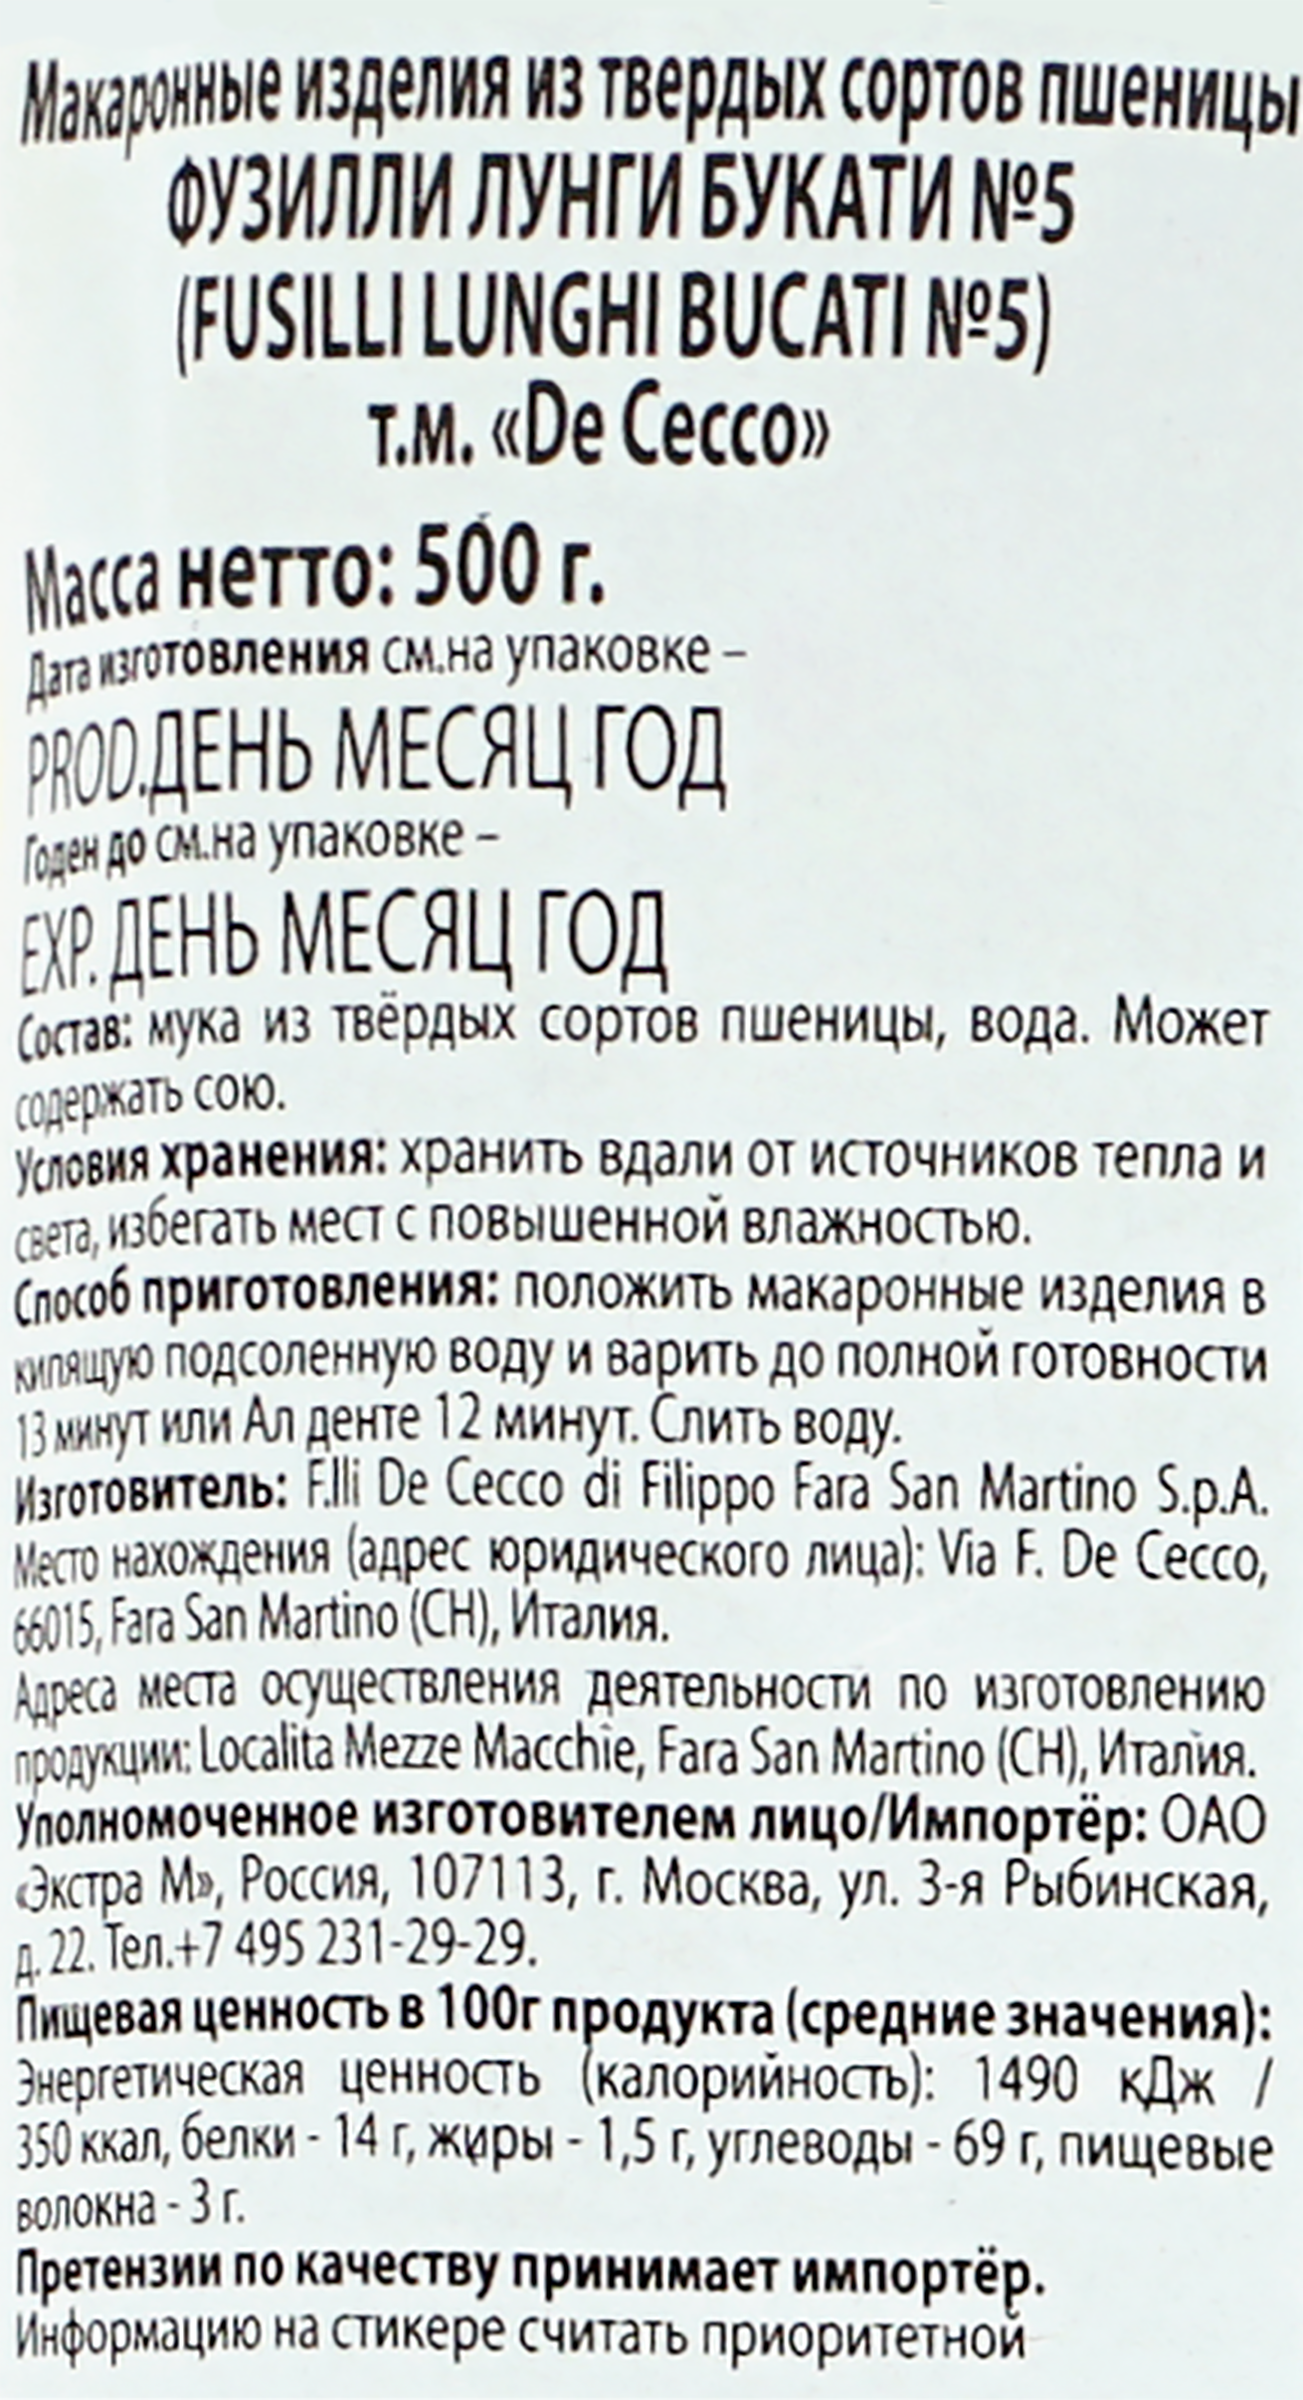 Макаронные изделия из твердых сортов пшеницы
ФУЗИЛЛИ ЛУНГИ БУКАТИ №5
(FUSILLI LUNGHI BUCATI №5)
т.м. «De Cecco»
Масса нетто: 500 г.
Дата изготовления см.на упаковке –
PROD.ДЕНЬ МЕСЯЦ ГОД
Годен до см.на упаковке –
EXP. ДЕНЬ МЕСЯЦ ГОД
Состав: мука из твёрдых сортов пшеницы, вода. Может
содержать сою.
Условия хранения: хранить вдали от источников тепла и
света, избегать мест с повышенной влажностью.
Способ приготовления: положить макаронные изделия в
кипящую подсоленную воду и варить до полной готовности
13 минут или Ал денте 12 минут. Слить воду.
Изготовитель: F.lli De Cecco di Filippo Fara San Martino S.p.A.
Место нахождения (адрес юридического лица): Via F. De Cecco,
66015, Fara San Martino (CH), Италия.
Адреса места осуществления деятельности по изготовлению
продукции: Localita Mezze Macchie, Fara San Martino (CH), Италия.
Уполномоченное изготовителем лицо/Импортёр: ОАО
«Экстра М», Россия, 107113, г. Москва, ул. 3-я Рыбинская,
д. 22. Тел.+7 495 231-29-29.
Пищевая ценность в 100г продукта (средние значения):
Энергетическая ценность (калорийность): 1490 кДж /
350 ккал, белки - 14 г, жиры - 1,5 г, углеводы - 69 г, пищевые
волокна - 3 г.
Претензии по качеству принимает импортёр.
Информацию на стикере считать приоритетной